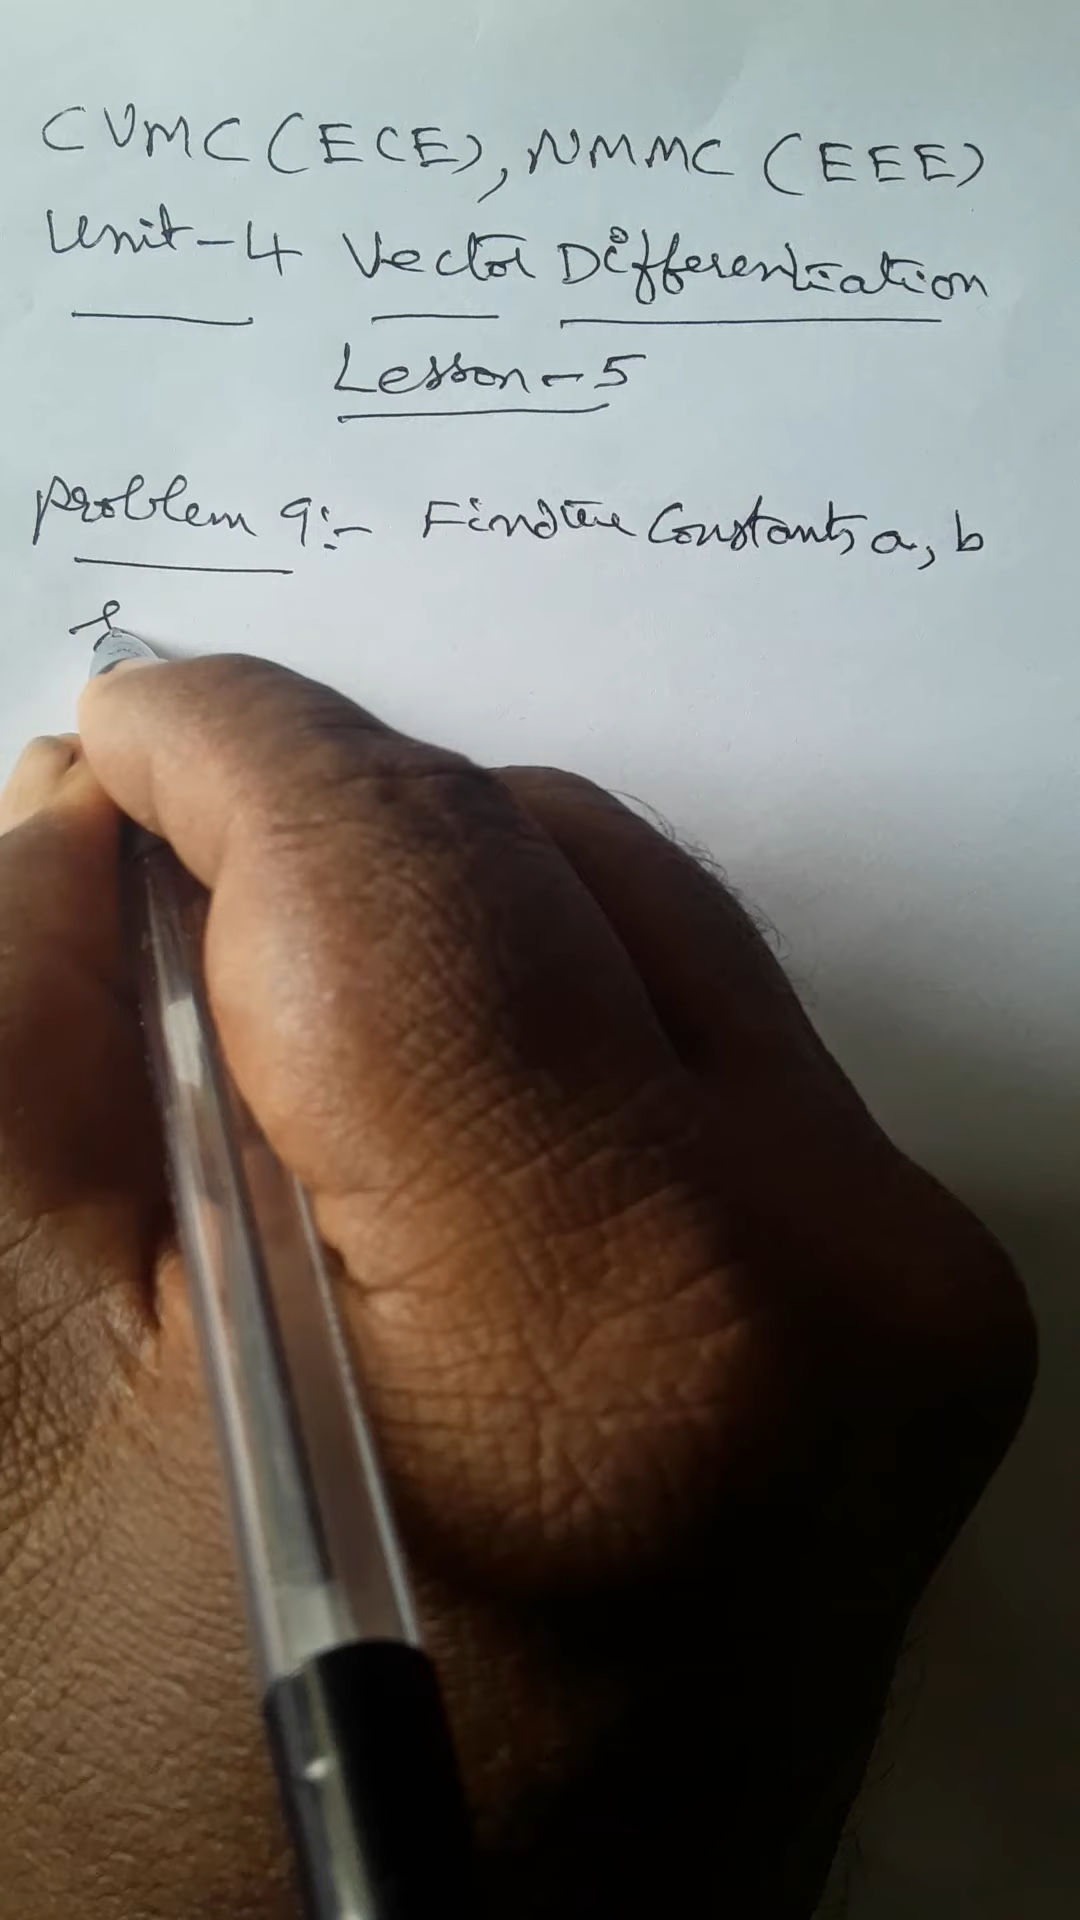 CVMC (ECE), NMMC (EEE)
Unit-4 Vector Differentiation
Lesson-5
Problem 9:- Find the Constants a, b